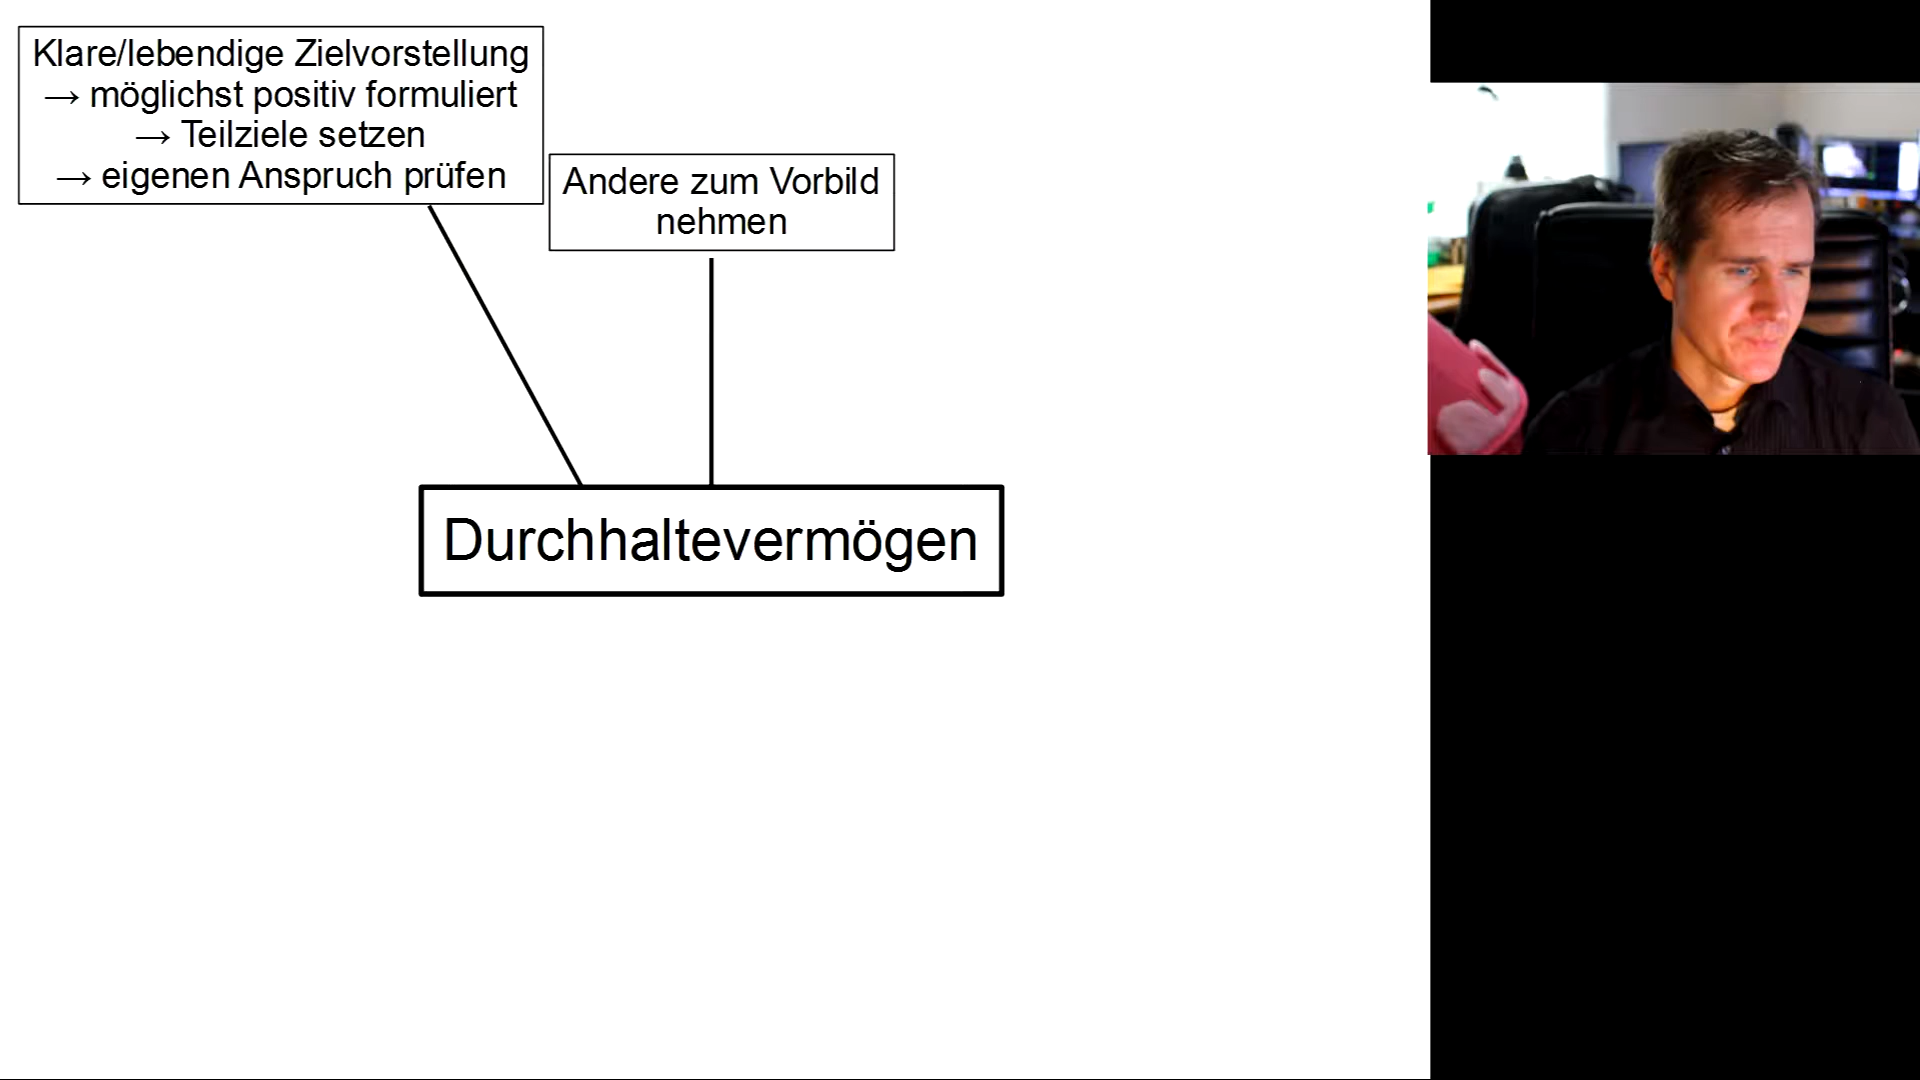 Klare/lebendige Zielvorstellung
→ möglichst positiv formuliert
→ Teilziele setzen
→ eigenen Anspruch prüfen
Andere zum Vorbild
nehmen
Durchhaltevermögen